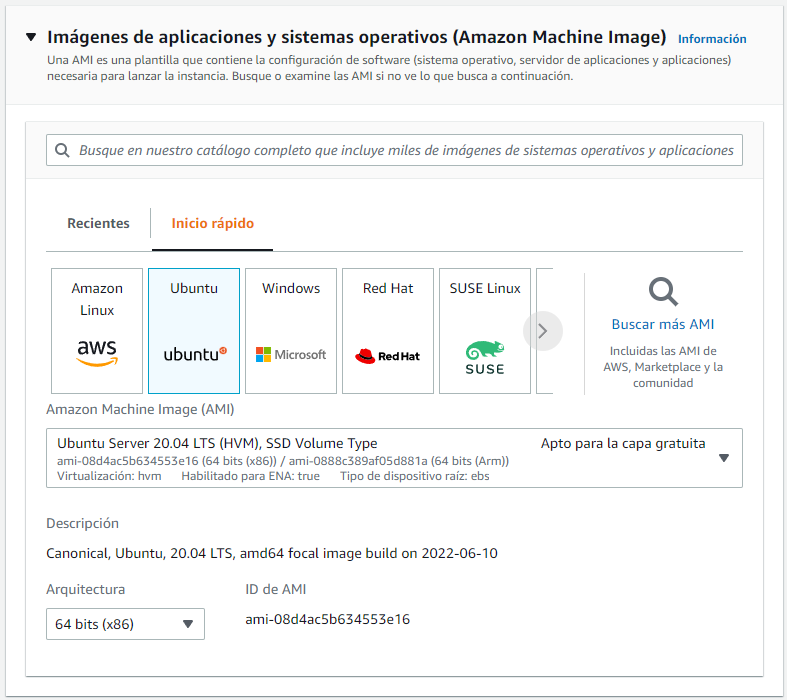 Imágenes de aplicaciones y sistemas operativos (Amazon Machine Image) Información
Una AMI es una plantilla que contiene la configuración de software (sistema operativo, servidor de aplicaciones y aplicaciones)
necesaria para lanzar la instancia. Busque o examine las AMI si no ve lo que busca a continuación.
Busque en nuestro catálogo completo que incluye miles de imágenes de sistemas operativos y aplicaciones
Recientes
Inicio rápido
Amazon
Linux
aws
Ubuntu
ubuntu
Windows
Microsoft
Red Hat
Red Hat
SUSE Linux
SUSE
Buscar más AMI
Incluidas las AMI de
AWS, Marketplace y la
comunidad
Amazon Machine Image (AMI)
Ubuntu Server 20.04 LTS (HVM), SSD Volume Type Apto para la capa gratuita
ami-08d4ac5b634553e16 (64 bits (x86)) / ami-0888c389af05d881a (64 bits (Arm))
Virtualización: hvm Habilitado para ENA: true Tipo de dispositivo raíz: ebs
Descripción
Canonical, Ubuntu, 20.04 LTS, amd64 focal image build on 2022-06-10
Arquitectura
64 bits (x86)
ID de AMI
ami-08d4ac5b634553e16